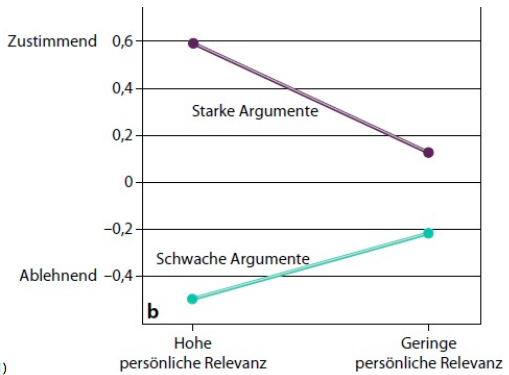 Zustimmend 0,6
0,4
Starke Argumente
0,2
0
−0,2
Schwache Argumente
Ablehnend −0,4
b
Hohe
persönliche Relevanz
Geringe
persönliche Relevanz
)